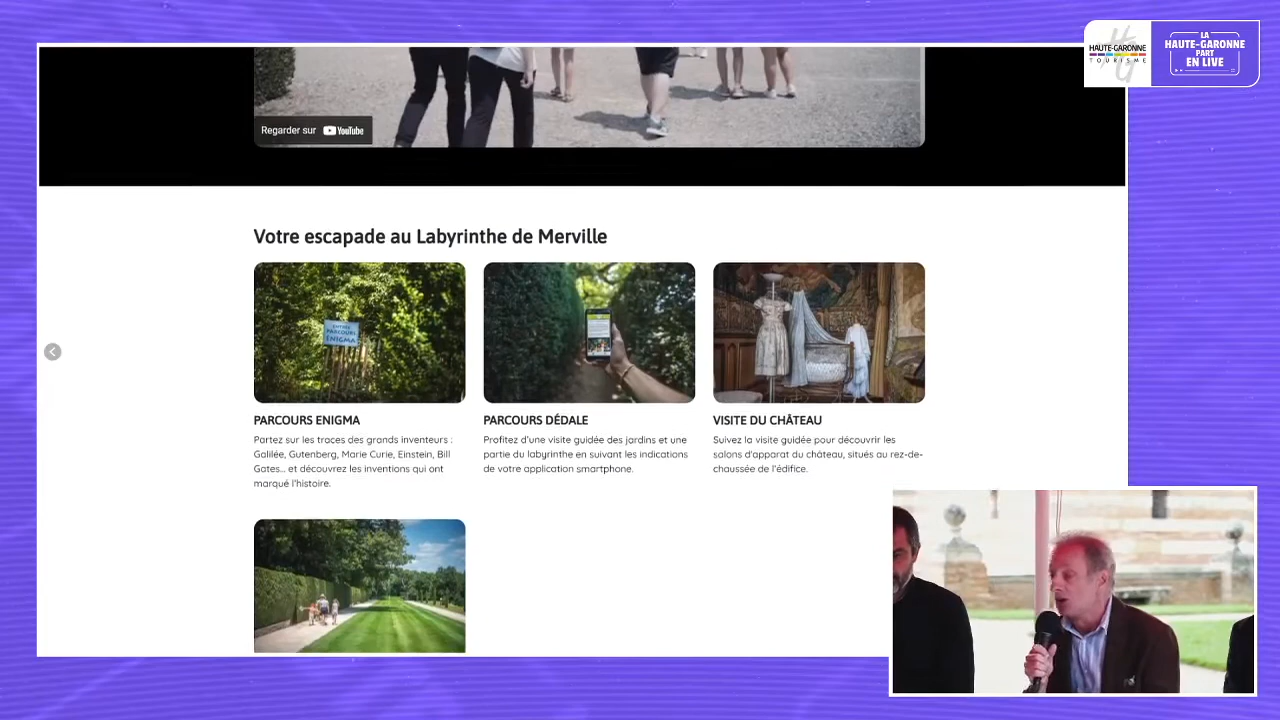 HAUTE-GARONNE
TOURISME
LA
HAUTE-GARONNE
PART
EN LIVE
Regarder sur YouTube
Votre escapade au Labyrinthe de Merville
ENTRÉE
PARCOURS
ENIGMA
PARCOURS ENIGMA
Partez sur les traces des grands inventeurs :
Galilée, Gutenberg, Marie Curie, Einstein, Bill
Gates... et découvrez les inventions qui ont
marqué l'histoire.
PARCOURS DÉDALE
Profitez d'une visite guidée des jardins et une
partie du labyrinthe en suivant les indications
de votre application smartphone.
VISITE DU CHÂTEAU
Suivez la visite guidée pour découvrir les
salons d'apparat du château, situés au rez-de-
chaussée de l'édifice.